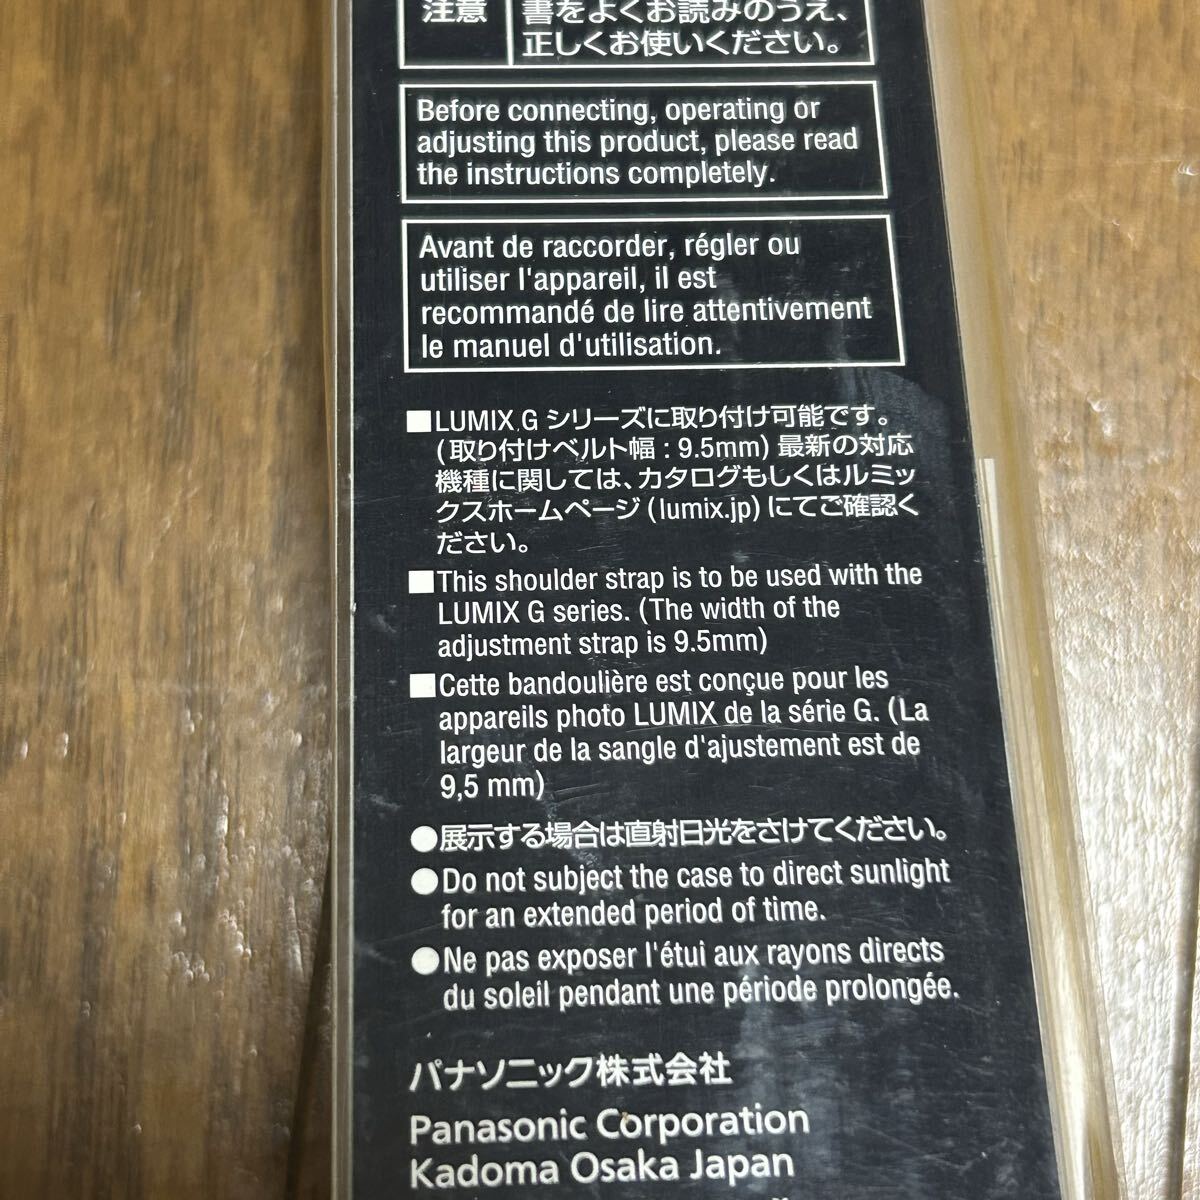 注意
書をよくお読みのうえ、
正しくお使いください。
Before connecting, operating or
adjusting this product, please read
the instructions completely.
Avant de raccorder, régler ou
utiliser l'appareil, il est
recommandé de lire attentivement
le manuel d'utilisation.
■LUMIX G シリーズに取り付け可能です。
(取り付けベルト幅：9.5mm) 最新の対応
機種に関しては、カタログもしくはルミッ
クスホームページ (lumix.jp) にてご確認く
ださい。
■This shoulder strap is to be used with the
LUMIX G series. (The width of the
adjustment strap is 9.5mm)
■Cette bandoulière est conçue pour les
appareils photo LUMIX de la série G. (La
largeur de la sangle d'ajustement est de
9,5 mm)
●展示する場合は直射日光をさけてください。
●Do not subject the case to direct sunlight
for an extended period of time.
●Ne pas exposer l'étui aux rayons directs
du soleil pendant une période prolongée.
パナソニック株式会社
Panasonic Corporation
Kadoma Osaka Japan